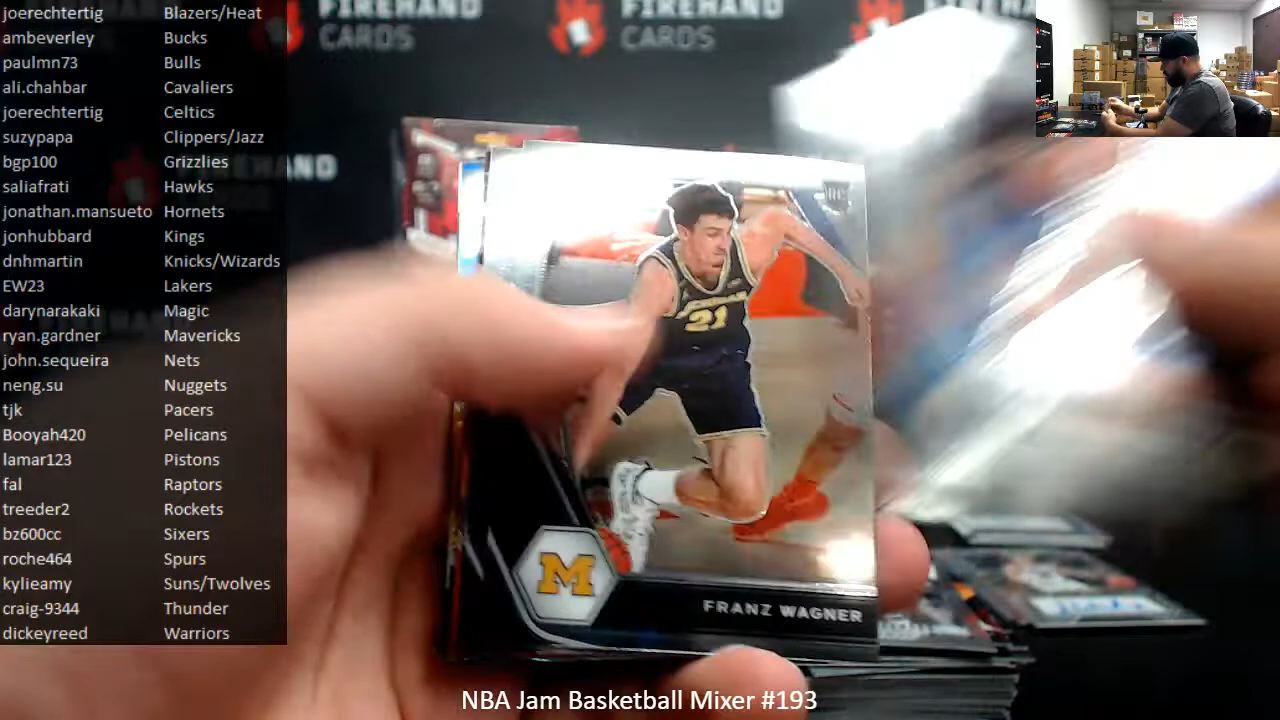 joerechtertig Blazers/Heat
ambeverley Bucks
paulmn73 Bulls
ali.chahbar Cavaliers
joerechtertig Celtics
suzypapa Clippers/Jazz
bgp100 Grizzlies
saliafrati Hawks
jonathan.mansueto Hornets
jonhubbard Kings
dnhmartin Knicks/Wizards
EW23 Lakers
darynarakaki Magic
ryan.gardner Mavericks
john.sequeira Nets
neng.su Nuggets
tjk Pacers
Booyah420 Pelicans
lamar123 Pistons
fal Raptors
treeder2 Rockets
bz600cc Sixers
roche464 Spurs
kylieamy Suns/Twolves
craig-9344 Thunder
dickeyreed Warriors
FIREHAND
CARDS
FIREHAND
CARDS
21
M
FRANZ WAGNER
NBA Jam Basketball Mixer #193